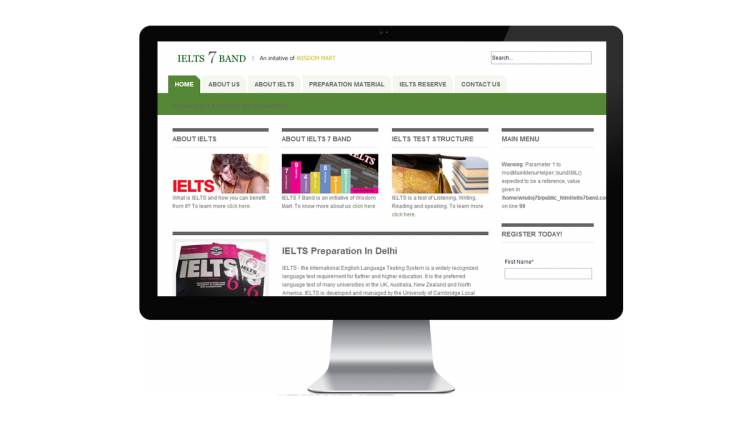 IELTS 7 BAND | An initative of WISDOM MART
Search...
HOME ABOUT US ABOUT IELTS PREPARATION MATERIAL IELTS RESERVE CONTACT US
ABOUT IELTS
IELTS
What is IELTS and how you can benefit
from it? To learn more click here.
ABOUT IELTS 7 BAND
IELTS
IELTS 7 Band is an initiative of Wisdom
Mart. To know more about us click here
IELTS TEST STRUCTURE
IELTS is a test of Listening, Writing,
Reading and speaking. To learn more
click here.
MAIN MENU
Warning: Parameter 1 to
modMainMenuHelper::buildXML()
expected to be a reference, value
given in
on line 99
IELTS
6
6
IELTS Preparation In Delhi
IELTS - the International English Language Testing System is a widely recognized
language test requirement for further and higher education. It is the preferred
language test of many universities in the UK, Australia, New Zealand and North
America. IELTS is developed and managed by the University of Cambridge Local
REGISTER TODAY!
First Name*